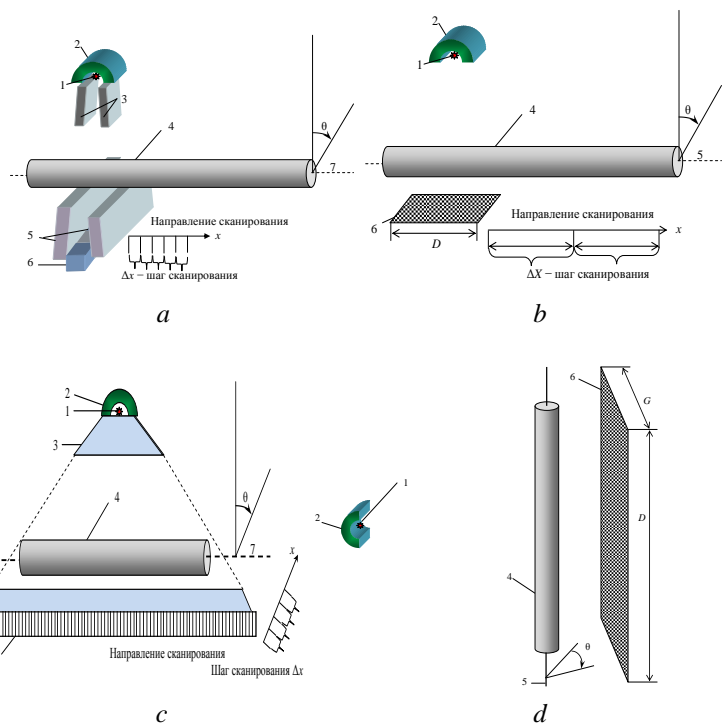 2
1
3
4
θ
7
5
6
Направление сканирования
x
Δx – шаг сканирования
a
2
1
4
θ
5
6
D
Направление сканирования
x
ΔX – шаг сканирования
b
2
1
3
4
θ
7
x
Направление сканирования
Шаг сканирования Δx
c
1
2
4
5
θ
6
G
D
d